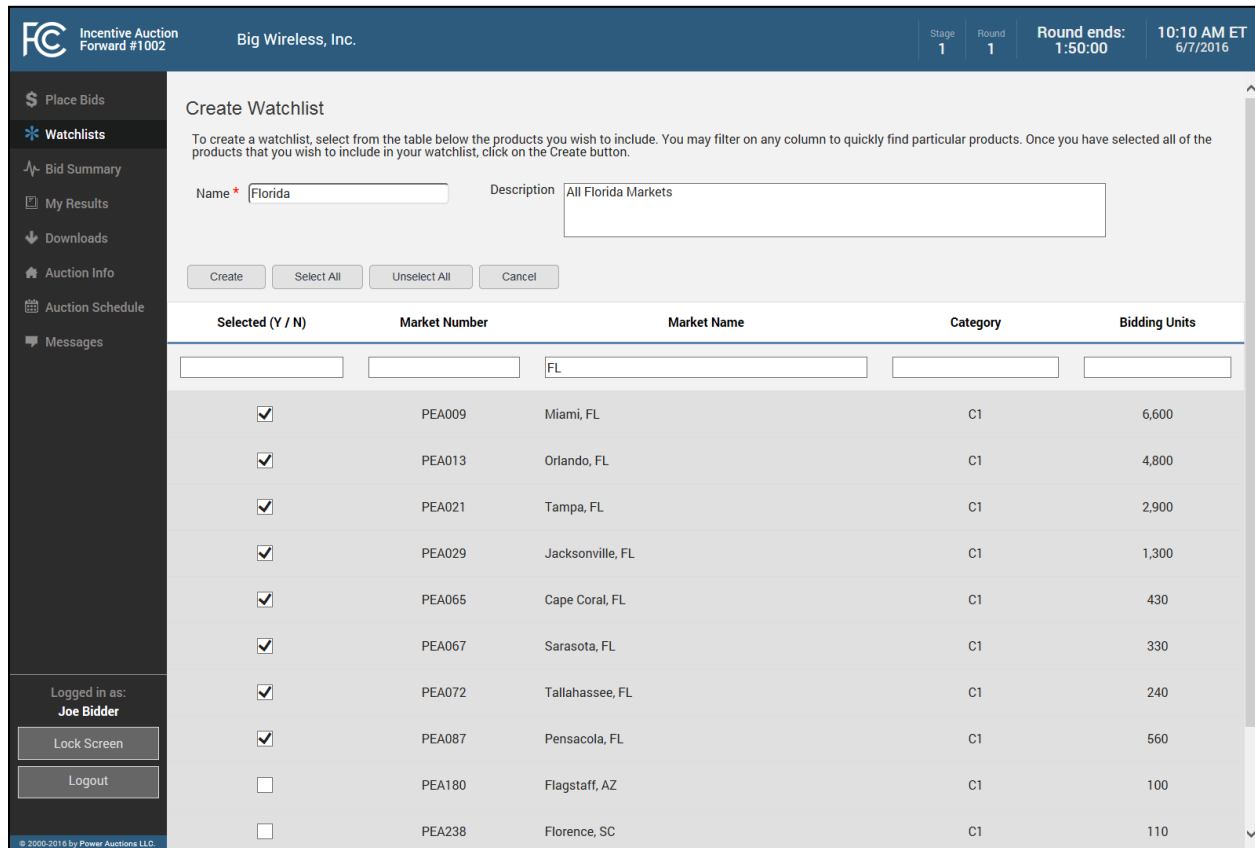 FCC Incentive Auction Forward #1002
Big Wireless, Inc.
Stage 1
Round 1
Round ends: 1:50:00
10:10 AM ET 6/7/2016
Place Bids
Watchlists
Bid Summary
My Results
Downloads
Auction Info
Auction Schedule
Messages
Logged in as:
Joe Bidder
Lock Screen
Logout
© 2000-2016 by Power Auctions LLC.
Create Watchlist
To create a watchlist, select from the table below the products you wish to include. You may filter on any column to quickly find particular products. Once you have selected all of the
products that you wish to include in your watchlist, click on the Create button.
Name * Florida Description All Florida Markets
Create Select All Unselect All Cancel
Selected (Y / N) Market Number Market Name Category Bidding Units
FL
PEA009 Miami, FL C1 6,600
PEA013 Orlando, FL C1 4,800
PEA021 Tampa, FL C1 2,900
PEA029 Jacksonville, FL C1 1,300
PEA065 Cape Coral, FL C1 430
PEA067 Sarasota, FL C1 330
PEA072 Tallahassee, FL C1 240
PEA087 Pensacola, FL C1 560
PEA180 Flagstaff, AZ C1 100
PEA238 Florence, SC C1 110